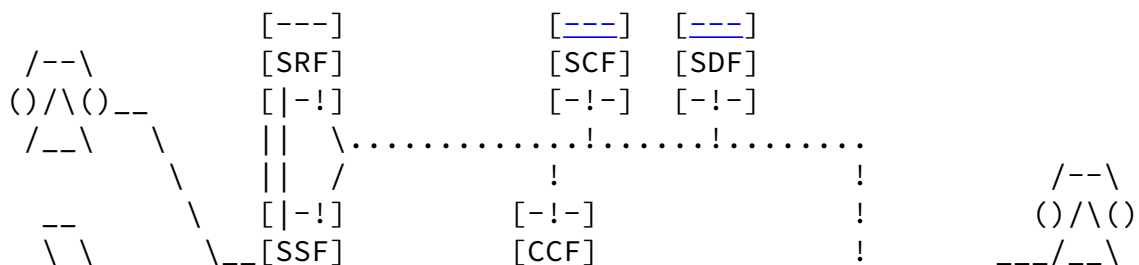 [---] [---] [---]
/--\ [SRF] [SCF] [SDF]
()/\()__ [|-!] [-!-] [-!-]
/__\ \ || \.............!.......!.........
\ || / ! ! /--\
__ \ [|-!] [-!-] ! ()/\()
\ \ \__[SSF] [CCF] ! ___/__\